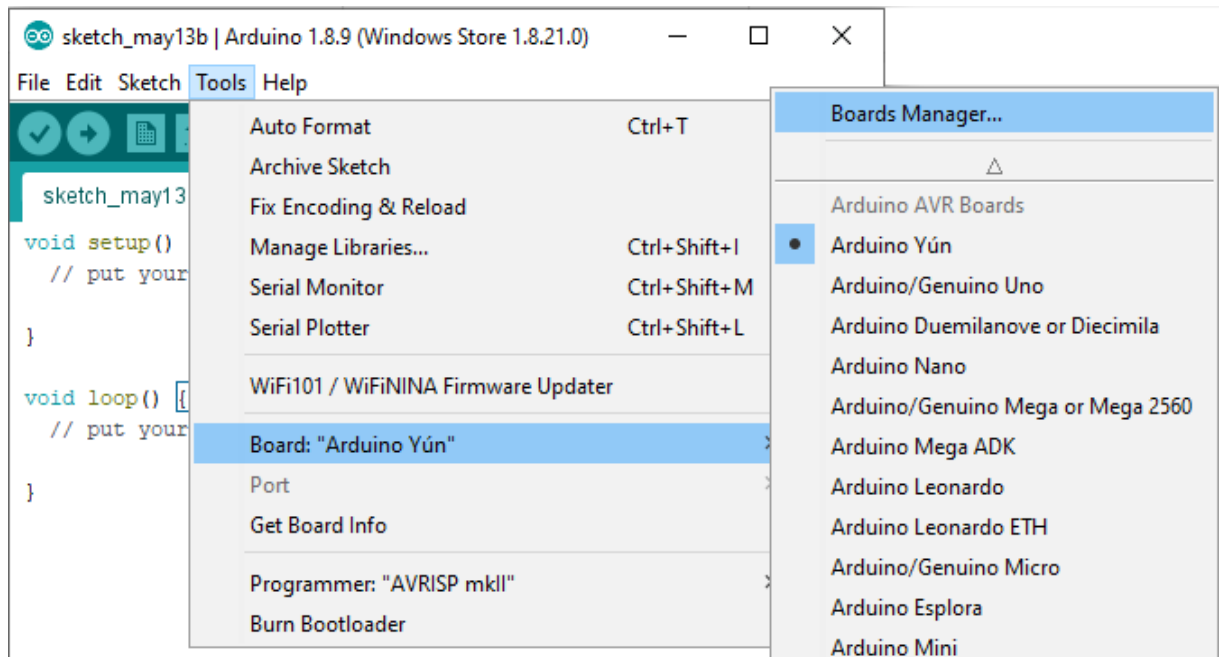 sketch_may13b | Arduino 1.8.9 (Windows Store 1.8.21.0)
File Edit Sketch Tools Help
sketch_may13
void setup()
// put your
}
void loop() {
// put your
}
Auto Format Ctrl+T
Archive Sketch
Fix Encoding & Reload
Manage Libraries... Ctrl+Shift+I
Serial Monitor Ctrl+Shift+M
Serial Plotter Ctrl+Shift+L
WiFi101 / WiFiNINA Firmware Updater
Board: "Arduino Yún"
Port
Get Board Info
Programmer: "AVRISP mkII"
Burn Bootloader
Boards Manager...
Arduino AVR Boards
Arduino Yún
Arduino/Genuino Uno
Arduino Duemilanove or Diecimila
Arduino Nano
Arduino/Genuino Mega or Mega 2560
Arduino Mega ADK
Arduino Leonardo
Arduino Leonardo ETH
Arduino/Genuino Micro
Arduino Esplora
Arduino Mini